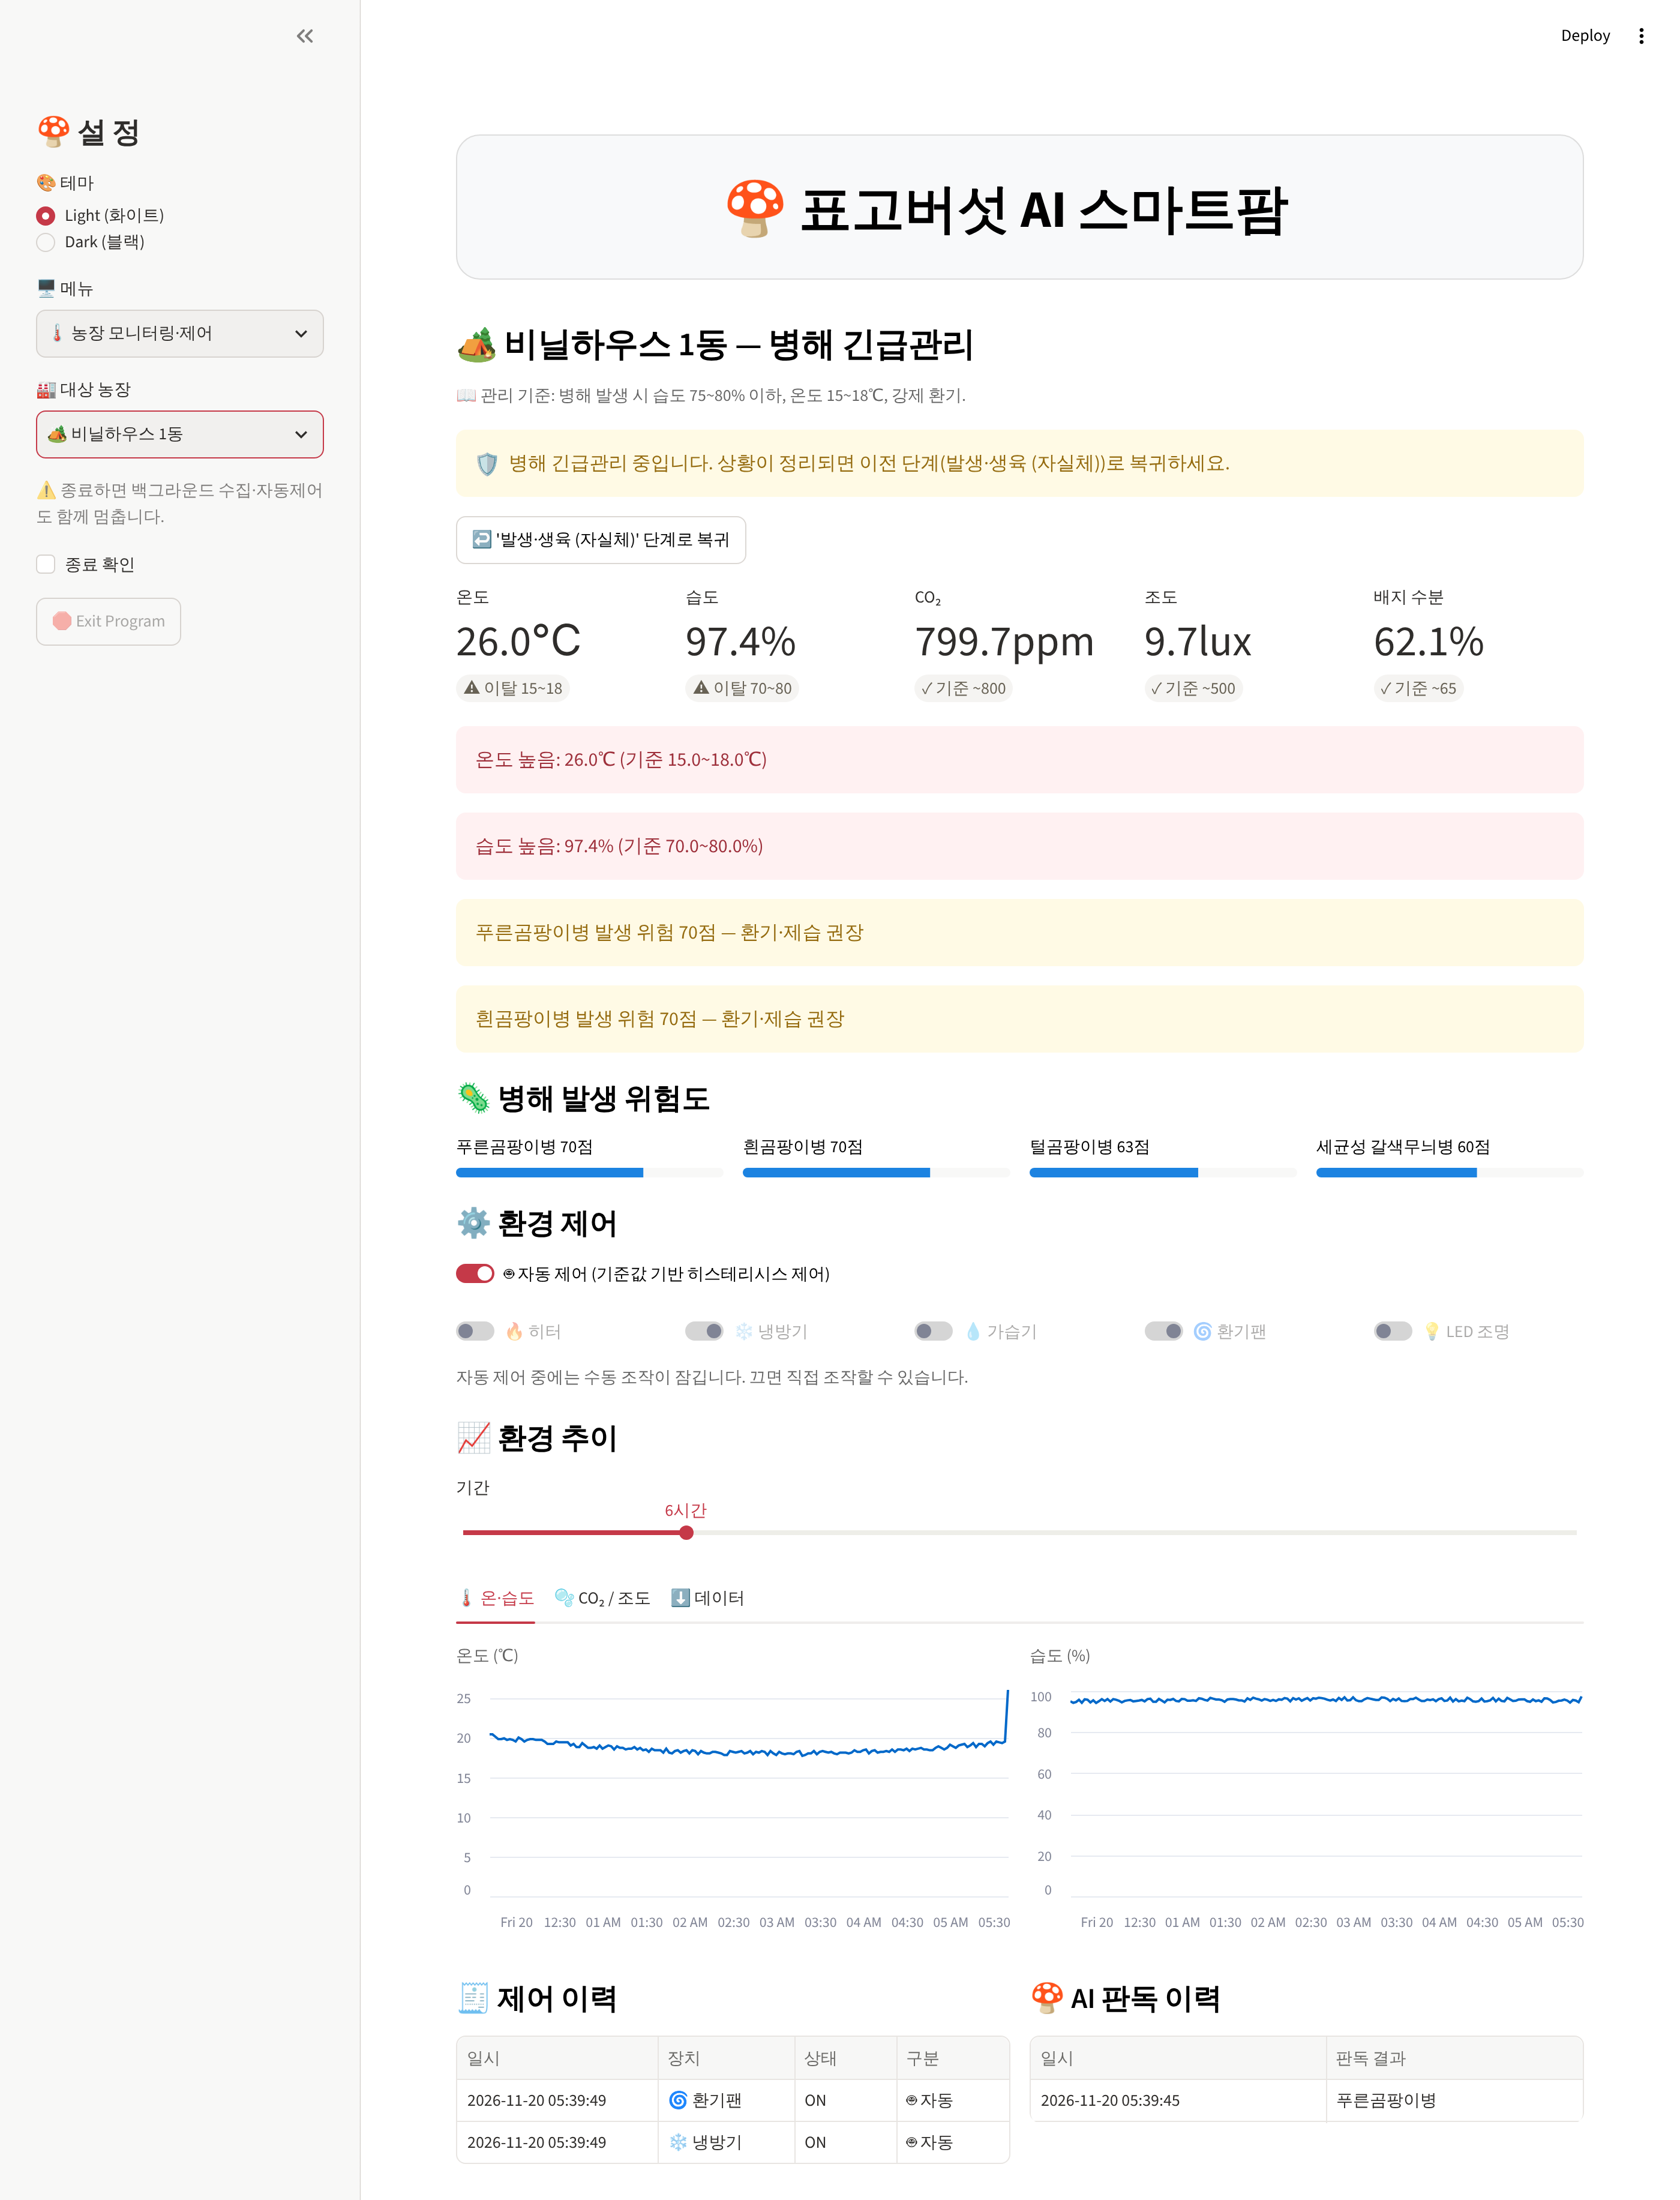 Deploy
설정
테마
Light (화이트)
Dark (블랙)
메뉴
농장 모니터링·제어
대상 농장
비닐하우스 1동
종료하면 백그라운드 수집·자동제어
도 함께 멈춥니다.
종료 확인
Exit Program
표고버섯 AI 스마트팜
비닐하우스 1동 — 병해 긴급관리
관리 기준: 병해 발생 시 습도 75~80% 이하, 온도 15~18℃, 강제 환기.
병해 긴급관리 중입니다. 상황이 정리되면 이전 단계(발생·생육 (자실체))로 복귀하세요.
'발생·생육 (자실체)' 단계로 복귀
온도 습도 CO₂ 조도 배지 수분
26.0℃ 97.4% 799.7ppm 9.7lux 62.1%
⚠ 이탈 15~18 ⚠ 이탈 70~80 ✓ 기준 ~800 ✓ 기준 ~500 ✓ 기준 ~65
온도 높음: 26.0℃ (기준 15.0~18.0℃)
습도 높음: 97.4% (기준 70.0~80.0%)
푸른곰팡이병 발생 위험 70점 — 환기·제습 권장
흰곰팡이병 발생 위험 70점 — 환기·제습 권장
병해 발생 위험도
푸른곰팡이병 70점 흰곰팡이병 70점 털곰팡이병 63점 세균성 갈색무늬병 60점
환경 제어
자동 제어 (기준값 기반 히스테리시스 제어)
히터 냉방기 가습기 환기팬 LED 조명
자동 제어 중에는 수동 조작이 잠깁니다. 끄면 직접 조작할 수 있습니다.
환경 추이
기간
6시간
온·습도 CO₂ / 조도 데이터
온도 (℃)
25
20
15
10
5
0
Fri 20 12:30 01 AM 01:30 02 AM 02:30 03 AM 03:30 04 AM 04:30 05 AM 05:30
습도 (%)
100
80
60
40
20
0
Fri 20 12:30 01 AM 01:30 02 AM 02:30 03 AM 03:30 04 AM 04:30 05 AM 05:30
제어 이력
일시 장치 상태 구분
2026-11-20 05:39:49 환기팬 ON 자동
2026-11-20 05:39:49 냉방기 ON 자동
AI 판독 이력
일시 판독 결과
2026-11-20 05:39:45 푸른곰팡이병